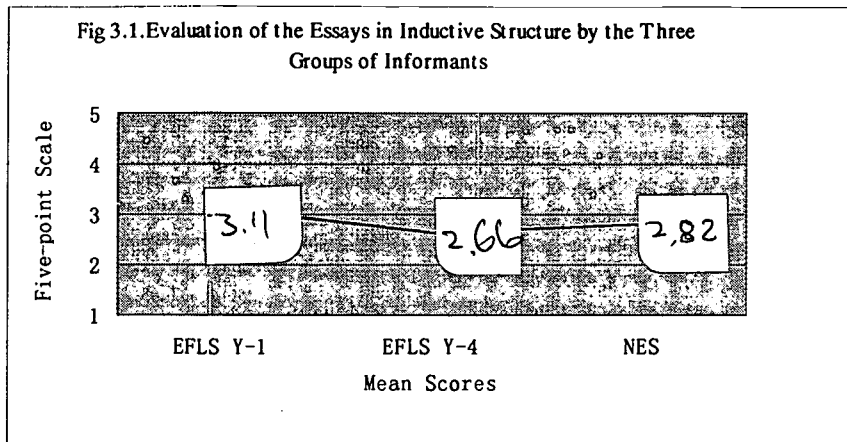 Fig 3.1.Evaluation of the Essays in Inductive Structure by the Three
Groups of Informants
Five-point Scale
5
4
3
2
1
3.11
2.66
2.82
EFLS Y-1 EFLS Y-4 NES
Mean Scores